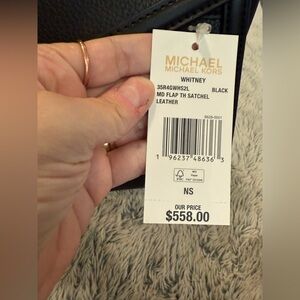 MICHAEL
MICHAEL KORS
WHITNEY
35R4GWHS2L BLACK
MD FLAP TH SATCHEL
LEATHER
1 96237 48636 3
FSC
NS
OUR PRICE
$558.00